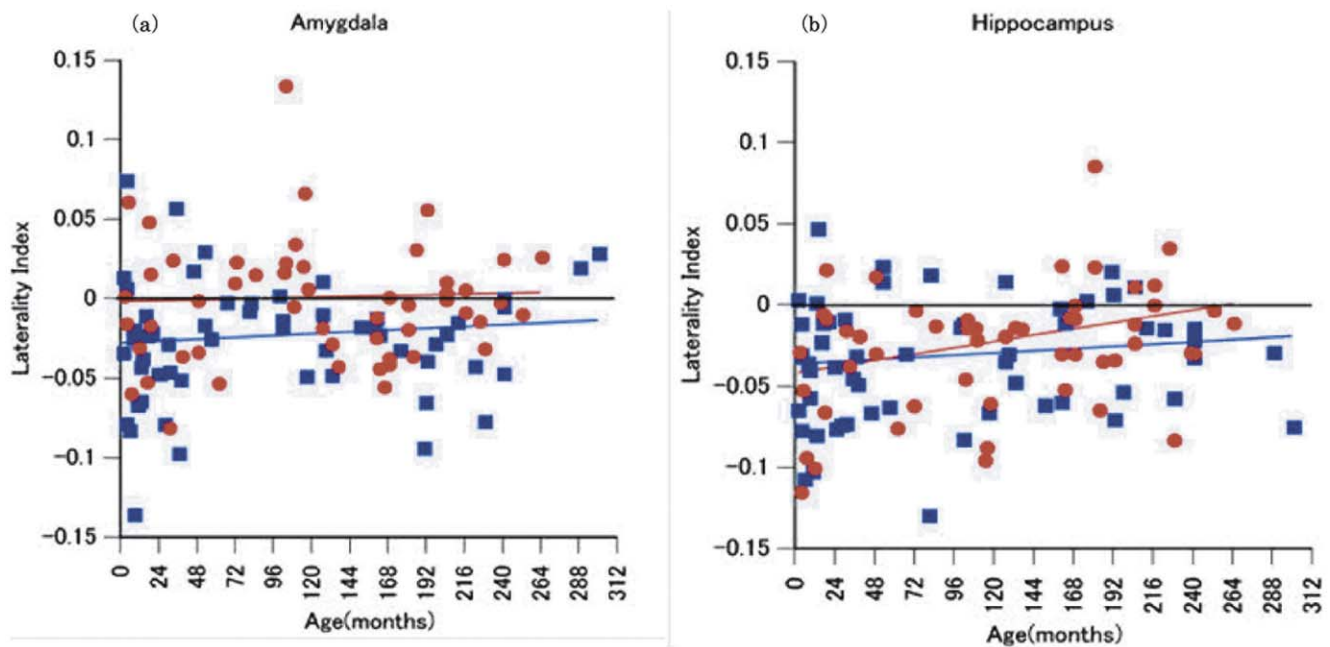 (a)
Amygdala
0.15
0.1
0.05
0
−0.05
−0.1
−0.15
Laterality Index
0 24 48 72 96 120 144 168 192 216 240 264 288 312
Age(months)
(b)
Hippocampus
0.15
0.1
0.05
0
−0.05
−0.1
−0.15
Laterality Index
0 24 48 72 96 120 144 168 192 216 240 264 288 312
Age(months)